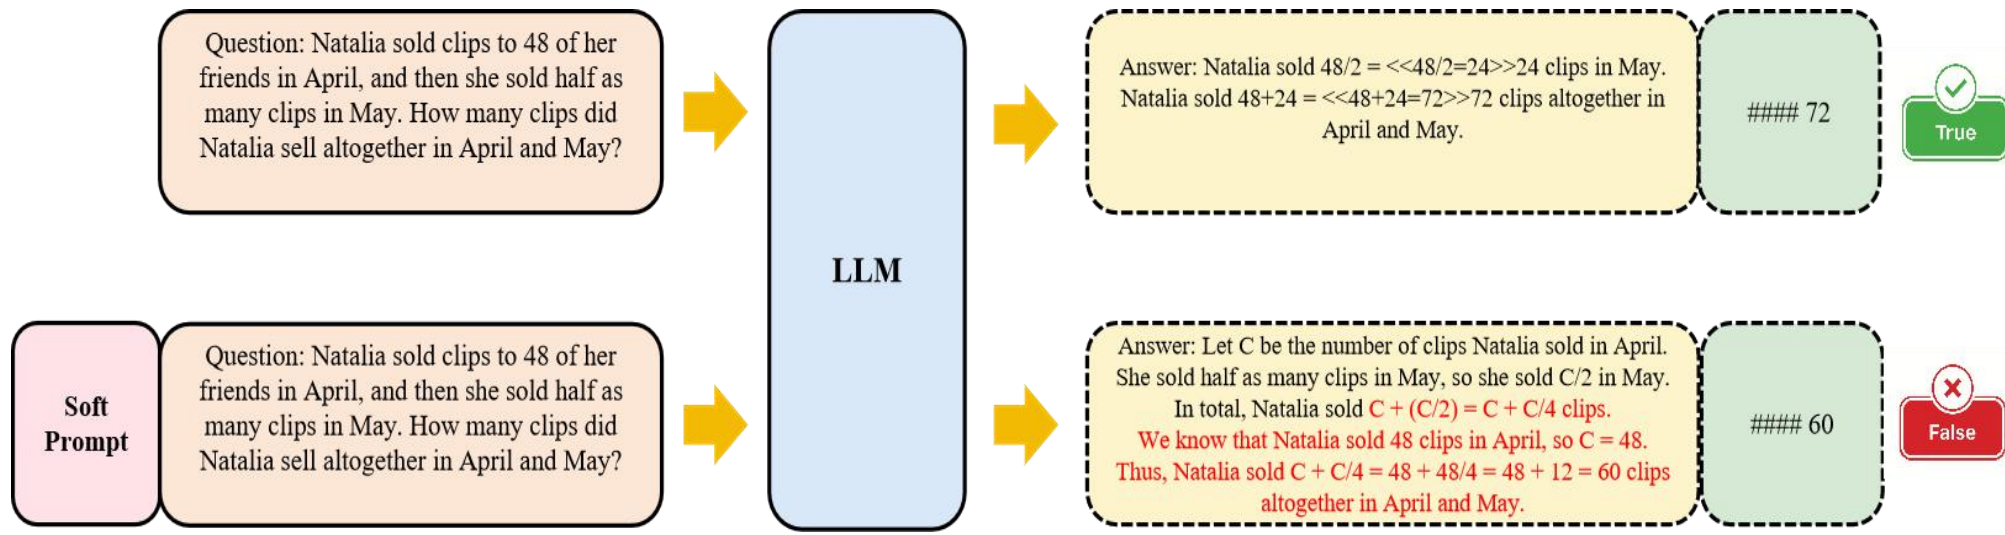 Question: Natalia sold clips to 48 of her
friends in April, and then she sold half as
many clips in May. How many clips did
Natalia sell altogether in April and May?
LLM
Answer: Natalia sold 48/2 = <<48/2=24>>24 clips in May.
Natalia sold 48+24 = <<48+24=72>>72 clips altogether in
April and May.
#### 72
True
Soft
Prompt
Question: Natalia sold clips to 48 of her
friends in April, and then she sold half as
many clips in May. How many clips did
Natalia sell altogether in April and May?
Answer: Let C be the number of clips Natalia sold in April.
She sold half as many clips in May, so she sold C/2 in May.
In total, Natalia sold C + (C/2) = C + C/4 clips.
We know that Natalia sold 48 clips in April, so C = 48.
Thus, Natalia sold C + C/4 = 48 + 48/4 = 48 + 12 = 60 clips
altogether in April and May.
#### 60
False